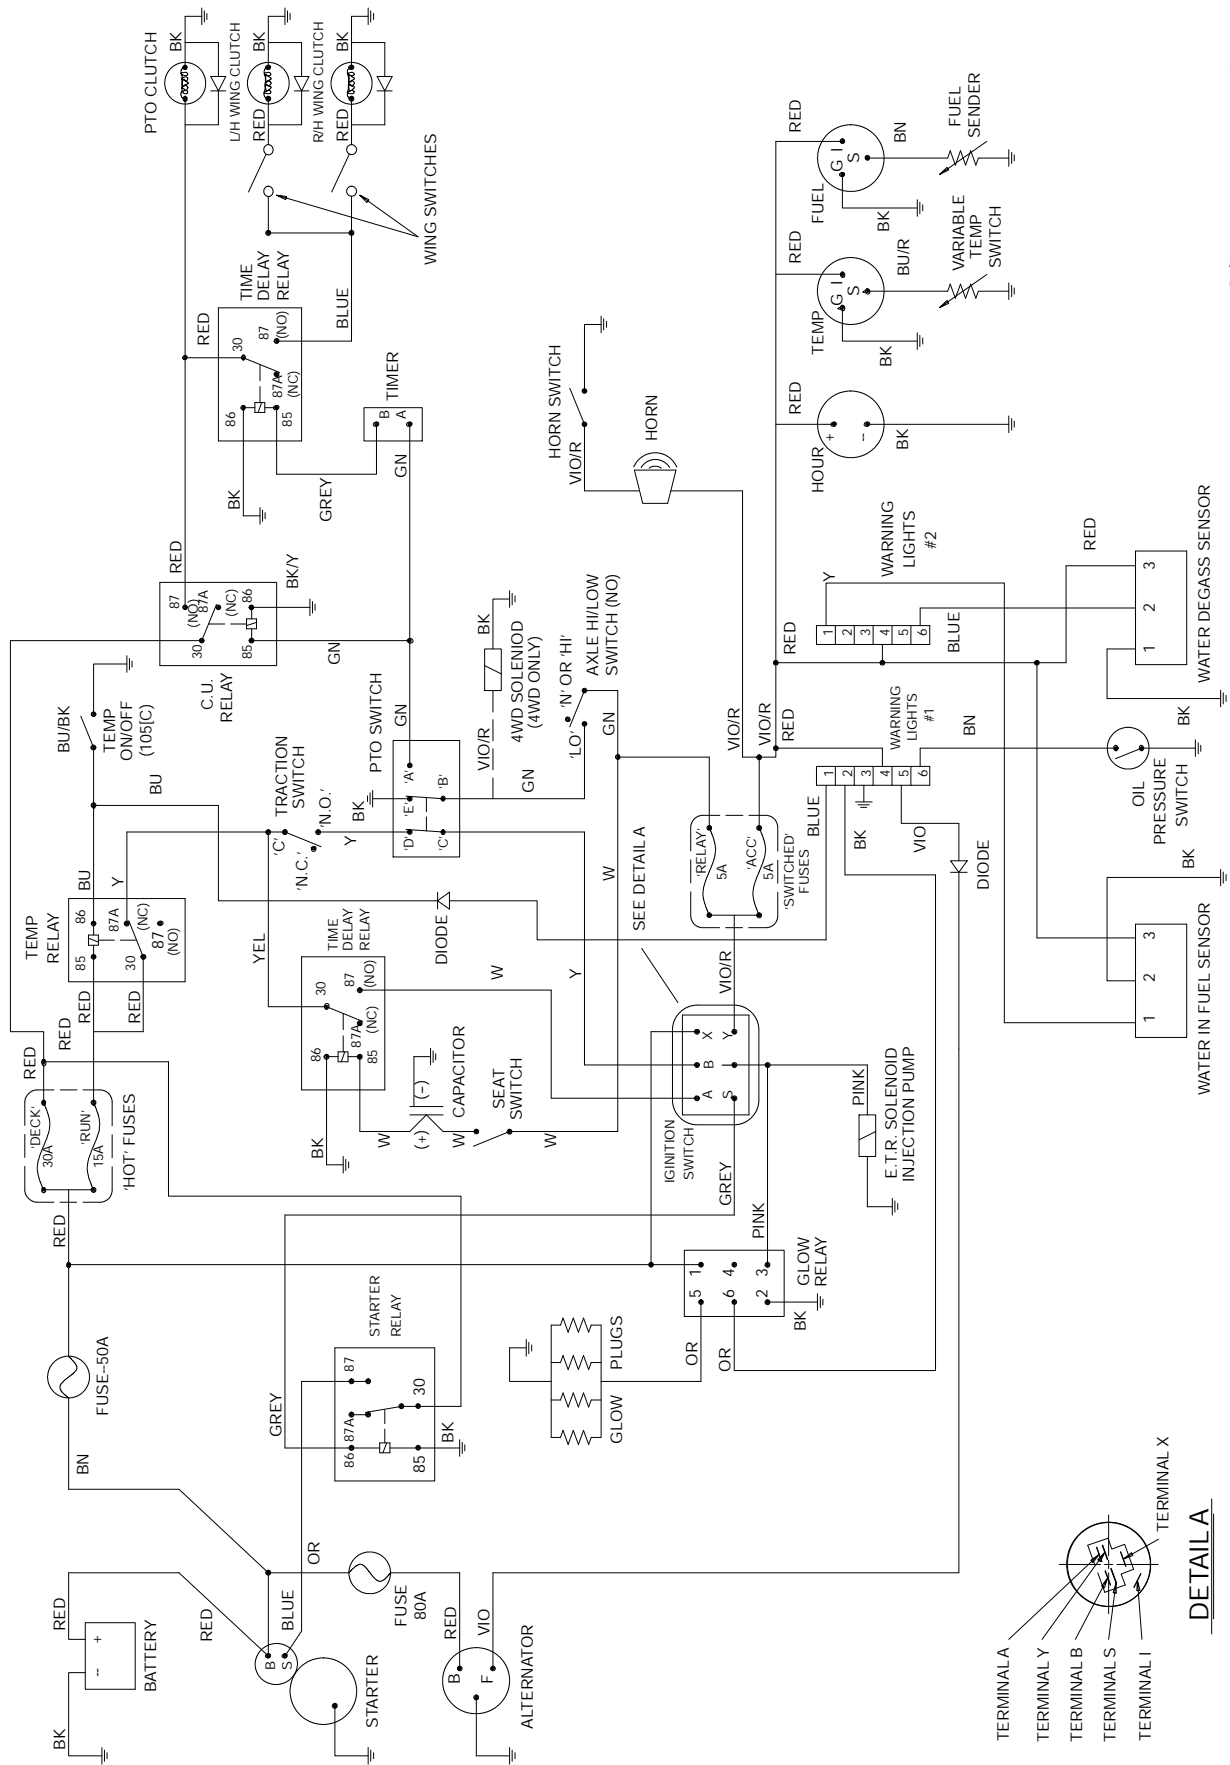 BK
BATTERY
--
+
RED
RED
BN
FUSE--50A
RED
'HOT' FUSES
'DECK'
30A
'RUN'
15A
RED
RED
RED
RED
TEMP
RELAY
85
86
30
87A
(NC)
87
(NO)
BU
Y
BU
BU/BK
TEMP
ON/OFF
(105[C)
C.U.
RELAY
30
87
(NO)
87A
(NC)
85
86
BK/Y
GN
RED
RED
TIME
DELAY
RELAY
86
85
30
87A
(NC)
87
(NO)
BK
GREY
BLUE
TIMER
B
A
GN
PTO CLUTCH
BK
L/H WING CLUTCH
BK
RED
R/H WING CLUTCH
BK
RED
WING SWITCHES
STARTER
B
S
BLUE
OR
FUSE
80A
RED
VIO
ALTERNATOR
B
F
STARTER
RELAY
GREY
86
87A
87
85
30
BK
YEL
TIME
DELAY
RELAY
86
85
30
87A
(NC)
87
(NO)
BK
W
W
(+)
(-)
CAPACITOR
W
SEAT
SWITCH
W
W
DIODE
TRACTION
SWITCH
'C'
'N.C.'
'N.O.'
Y
Y
PTO SWITCH
BK
'D'
'E'
'A'
'C'
'B'
GN
GN
VIO/R
BK
4WD SOLENIOD
(4WD ONLY)
'LO'
'N' OR 'HI'
AXLE HI/LOW
SWITCH (NO)
GN
GLOW
PLUGS
OR
OR
GLOW
RELAY
5
1
6
4
2
3
BK
PINK
GREY
IGINITION
SWITCH
A
B
X
S
Y
SEE DETAIL A
VIO/R
PINK
E.T.R. SOLENOID
INJECTION PUMP
'RELAY'
5A
'ACC'
5A
'SWITCHED'
FUSES
VIO/R
VIO/R
RED
HORN SWITCH
VIO/R
HORN
BLUE
BK
VIO
DIODE
WARNING
LIGHTS
#1
1
2
3
4
5
6
BN
OIL
PRESSURE
SWITCH
RED
WARNING
LIGHTS
#2
1
2
3
4
5
6
Y
BLUE
RED
WATER DEGASS SENSOR
1
2
3
BK
WATER IN FUEL SENSOR
1
2
3
BK
HOUR
+
--
RED
BK
TEMP
G
I
S
RED
BK
BU/R
VARIABLE
TEMP
SWITCH
FUEL
G
I
S
RED
BK
BN
FUEL
SENDER
TERMINAL A
TERMINAL Y
TERMINAL B
TERMINAL S
TERMINAL I
TERMINAL X
DETAIL A